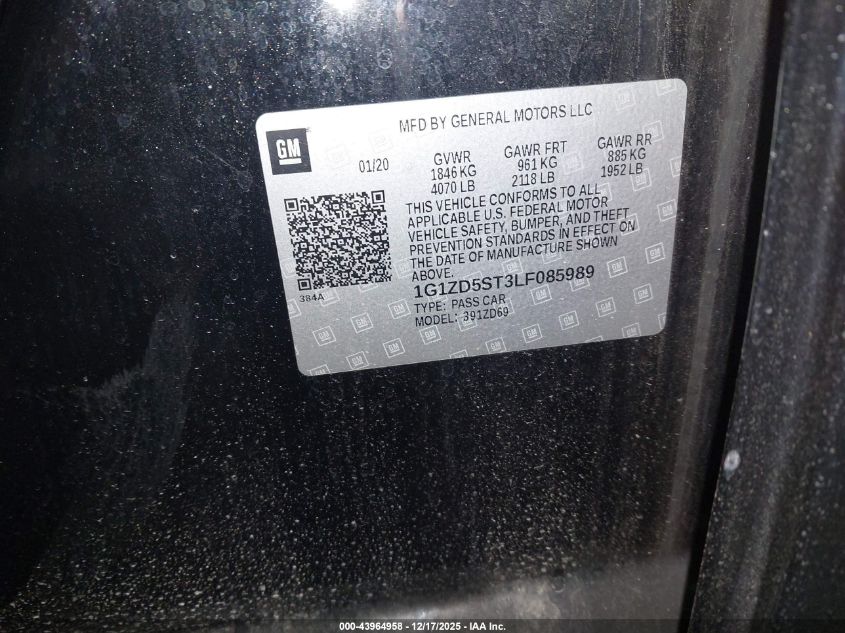 MFD BY GENERAL MOTORS LLC
GM
01/20
GVWR
1846 KG
4070 LB
GAWR FRT
961 KG
2118 LB
GAWR RR
885 KG
1952 LB
THIS VEHICLE CONFORMS TO ALL
APPLICABLE U.S. FEDERAL MOTOR
VEHICLE SAFETY, BUMPER, AND THEFT
PREVENTION STANDARDS IN EFFECT ON
THE DATE OF MANUFACTURE SHOWN
ABOVE.
384A
1G1ZD5ST3LF085989
TYPE: PASS CAR
MODEL: 391ZD69
000-43964958 - 12/17/2025 - IAA Inc.